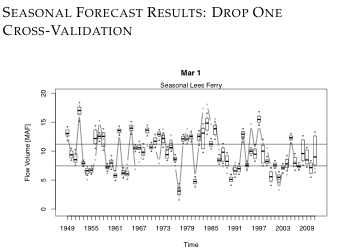 SEASONAL FORECAST RESULTS: DROP ONE
CROSS-VALIDATION
Mar 1
Seasonal Lees Ferry
Flow Volume [MAF]
20
15
10
5
0
1949 1955 1961 1967 1973 1979 1985 1991 1997 2003 2009
Time